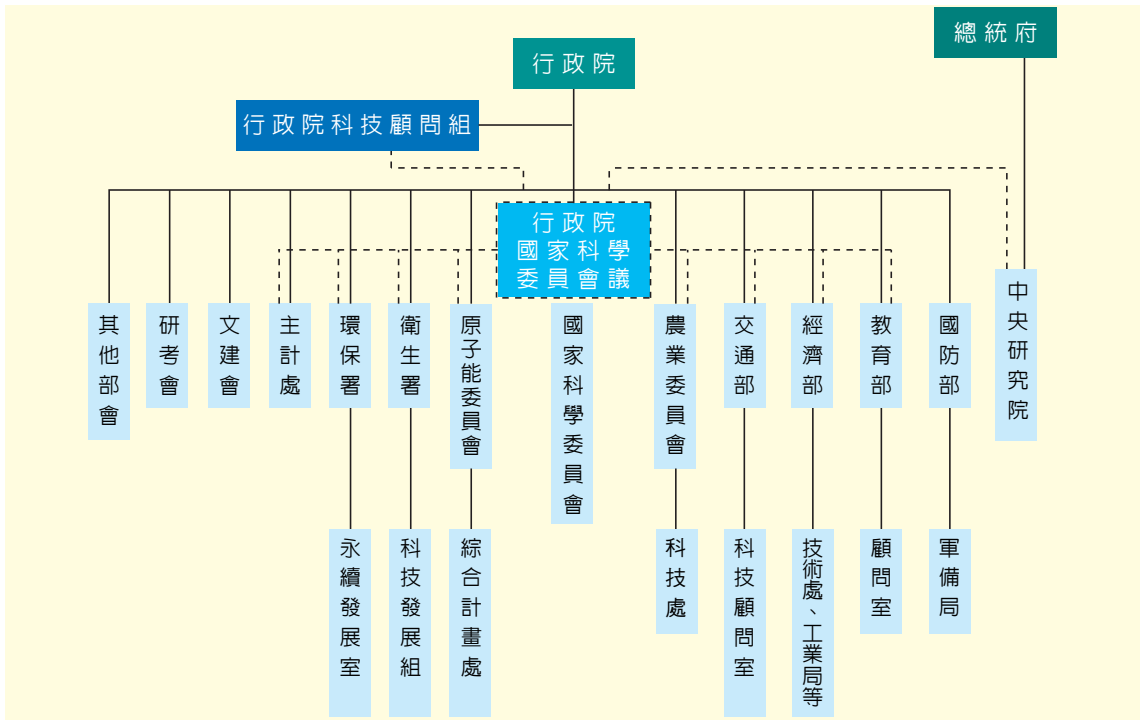 總統府
行政院
行政院科技顧問組
行政院
國家科學
委員會議
其他部會
研考會
文建會
主計處
環保署
衛生署
原子能委員會
國家科學委員會
農業委員會
交通部
經濟部
教育部
國防部
中央研究院
永續發展室
科技發展組
綜合計畫處
科技處
科技顧問室
技術處、工業局等
顧問室
軍備局